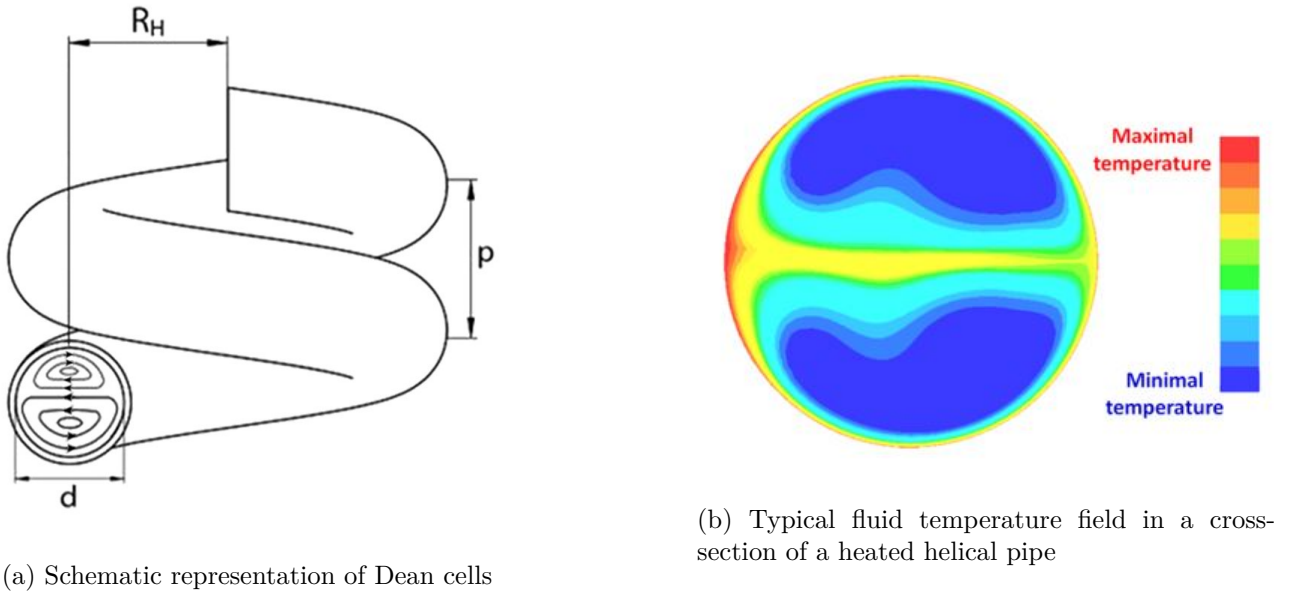 R_H
p
d
(a) Schematic representation of Dean cells
Maximal
temperature
Minimal
temperature
(b) Typical fluid temperature field in a cross-
section of a heated helical pipe